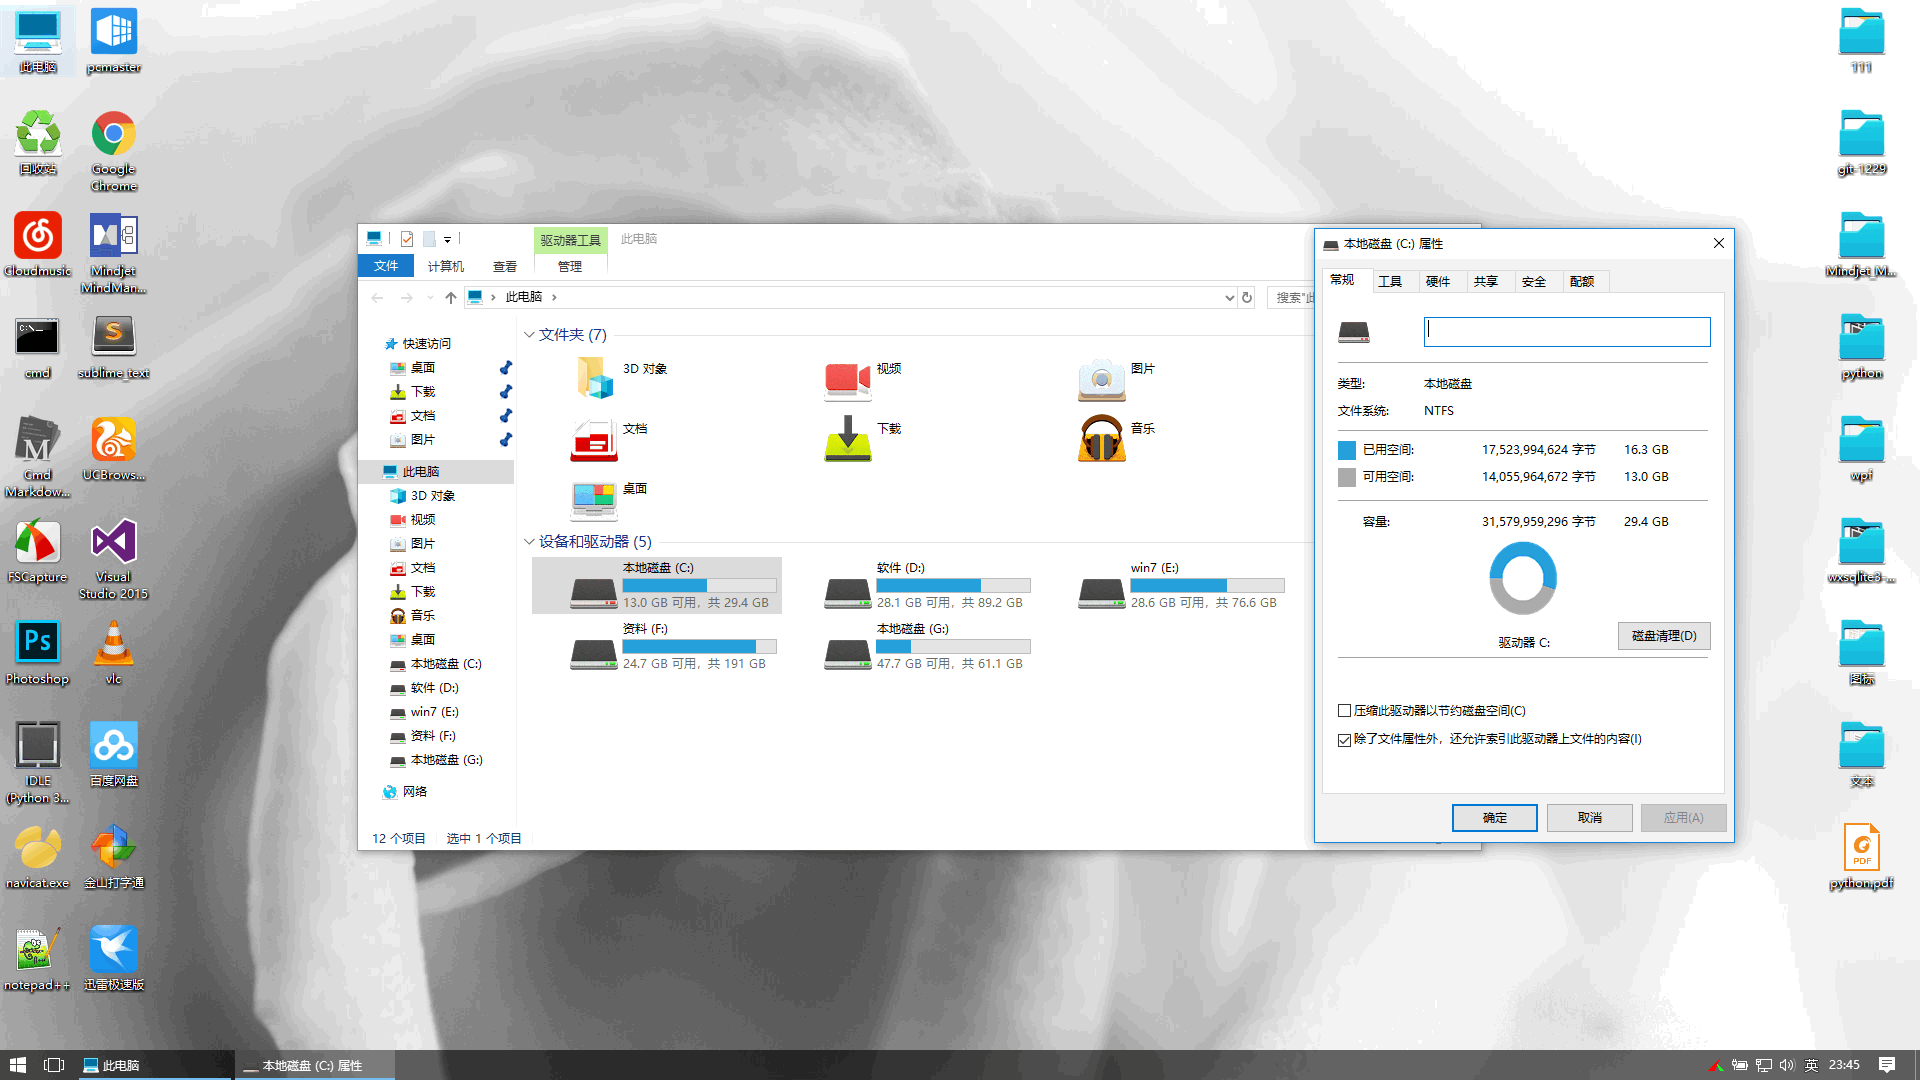 此电脑
pcmaster
回收站
Google
Chrome
Cloudmusic
Mindjet
MindMan...
cmd
sublime_text
Cmd
Markdow...
UCBrows...
FSCapture
Visual
Studio 2015
Photoshop
vlc
IDLE
(Python 3...
百度网盘
navicat.exe
金山打字通
notepad++
迅雷极速版
驱动器工具
此电脑
文件
计算机
查看
管理
此电脑
搜索"此
快速访问
桌面
下载
文档
图片
此电脑
3D 对象
视频
图片
文档
下载
音乐
桌面
本地磁盘 (C:)
软件 (D:)
win7 (E:)
资料 (F:)
本地磁盘 (G:)
网络
文件夹 (7)
3D 对象
视频
图片
文档
下载
音乐
桌面
设备和驱动器 (5)
本地磁盘 (C:)
13.0 GB 可用，共 29.4 GB
软件 (D:)
28.1 GB 可用，共 89.2 GB
win7 (E:)
28.6 GB 可用，共 76.6 GB
资料 (F:)
24.7 GB 可用，共 191 GB
本地磁盘 (G:)
47.7 GB 可用，共 61.1 GB
12 个项目
选中 1 个项目
本地磁盘 (C:) 属性
常规
工具
硬件
共享
安全
配额
类型:
本地磁盘
文件系统:
NTFS
已用空间:
17,523,994,624 字节
16.3 GB
可用空间:
14,055,964,672 字节
13.0 GB
容量:
31,579,959,296 字节
29.4 GB
驱动器 C:
磁盘清理(D)
压缩此驱动器以节约磁盘空间(C)
除了文件属性外，还允许索引此驱动器上文件的内容(I)
确定
取消
应用(A)
111
git-1229
Mindjet_M...
python
wpf
wxsqlite3-...
图标
文本
PDF
python.pdf
此电脑
本地磁盘 (C:) 属性
英
23:45